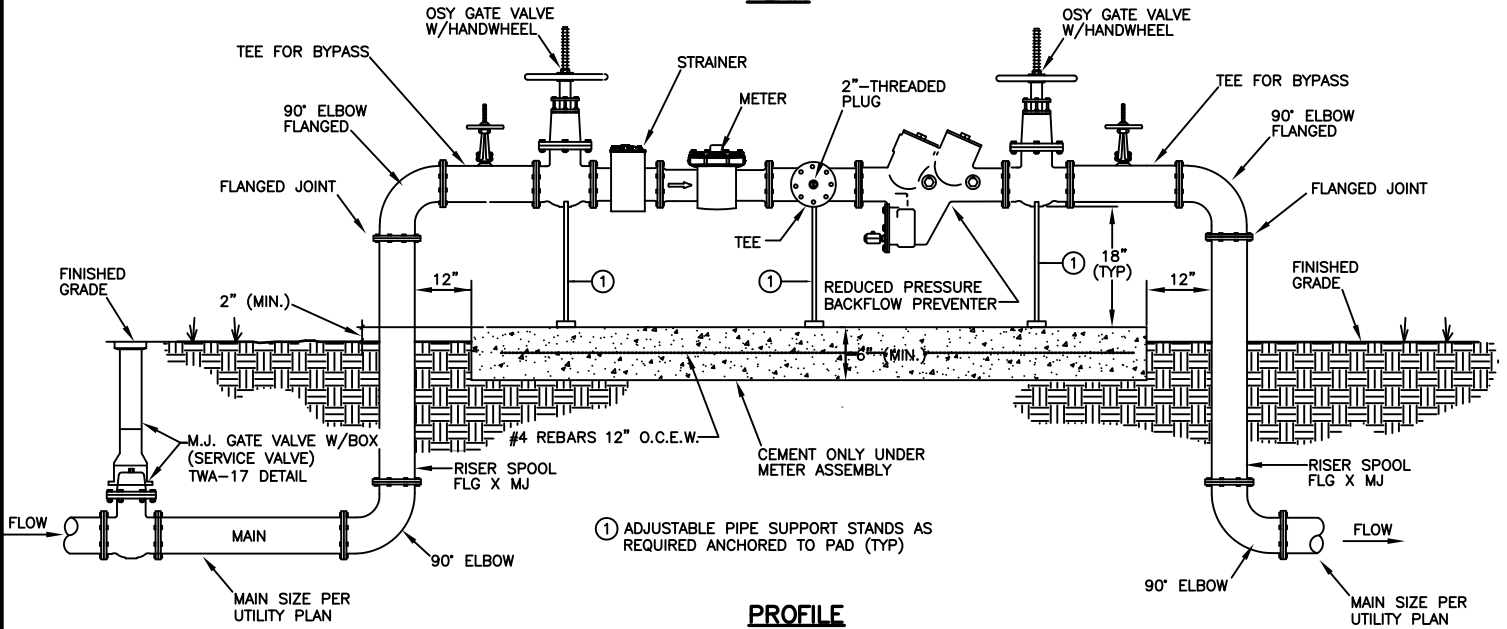 OSY GATE VALVE
W/HANDWHEEL
OSY GATE VALVE
W/HANDWHEEL
TEE FOR BYPASS
STRAINER
2"-THREADED
PLUG
TEE FOR BYPASS
METER
90° ELBOW
FLANGED
90° ELBOW
FLANGED
FLANGED JOINT
FLANGED JOINT
TEE
FINISHED
GRADE
12"
1
1
1
18"
(TYP)
12"
FINISHED
GRADE
2" (MIN.)
REDUCED PRESSURE
BACKFLOW PREVENTER
6" (MIN.)
M.J. GATE VALVE W/BOX
(SERVICE VALVE)
TWA-17 DETAIL
#4 REBARS 12" O.C.E.W.
CEMENT ONLY UNDER
METER ASSEMBLY
RISER SPOOL
FLG X MJ
RISER SPOOL
FLG X MJ
FLOW
MAIN
1 ADJUSTABLE PIPE SUPPORT STANDS AS
REQUIRED ANCHORED TO PAD (TYP)
FLOW
90° ELBOW
90° ELBOW
MAIN SIZE PER
UTILITY PLAN
MAIN SIZE PER
UTILITY PLAN
PROFILE